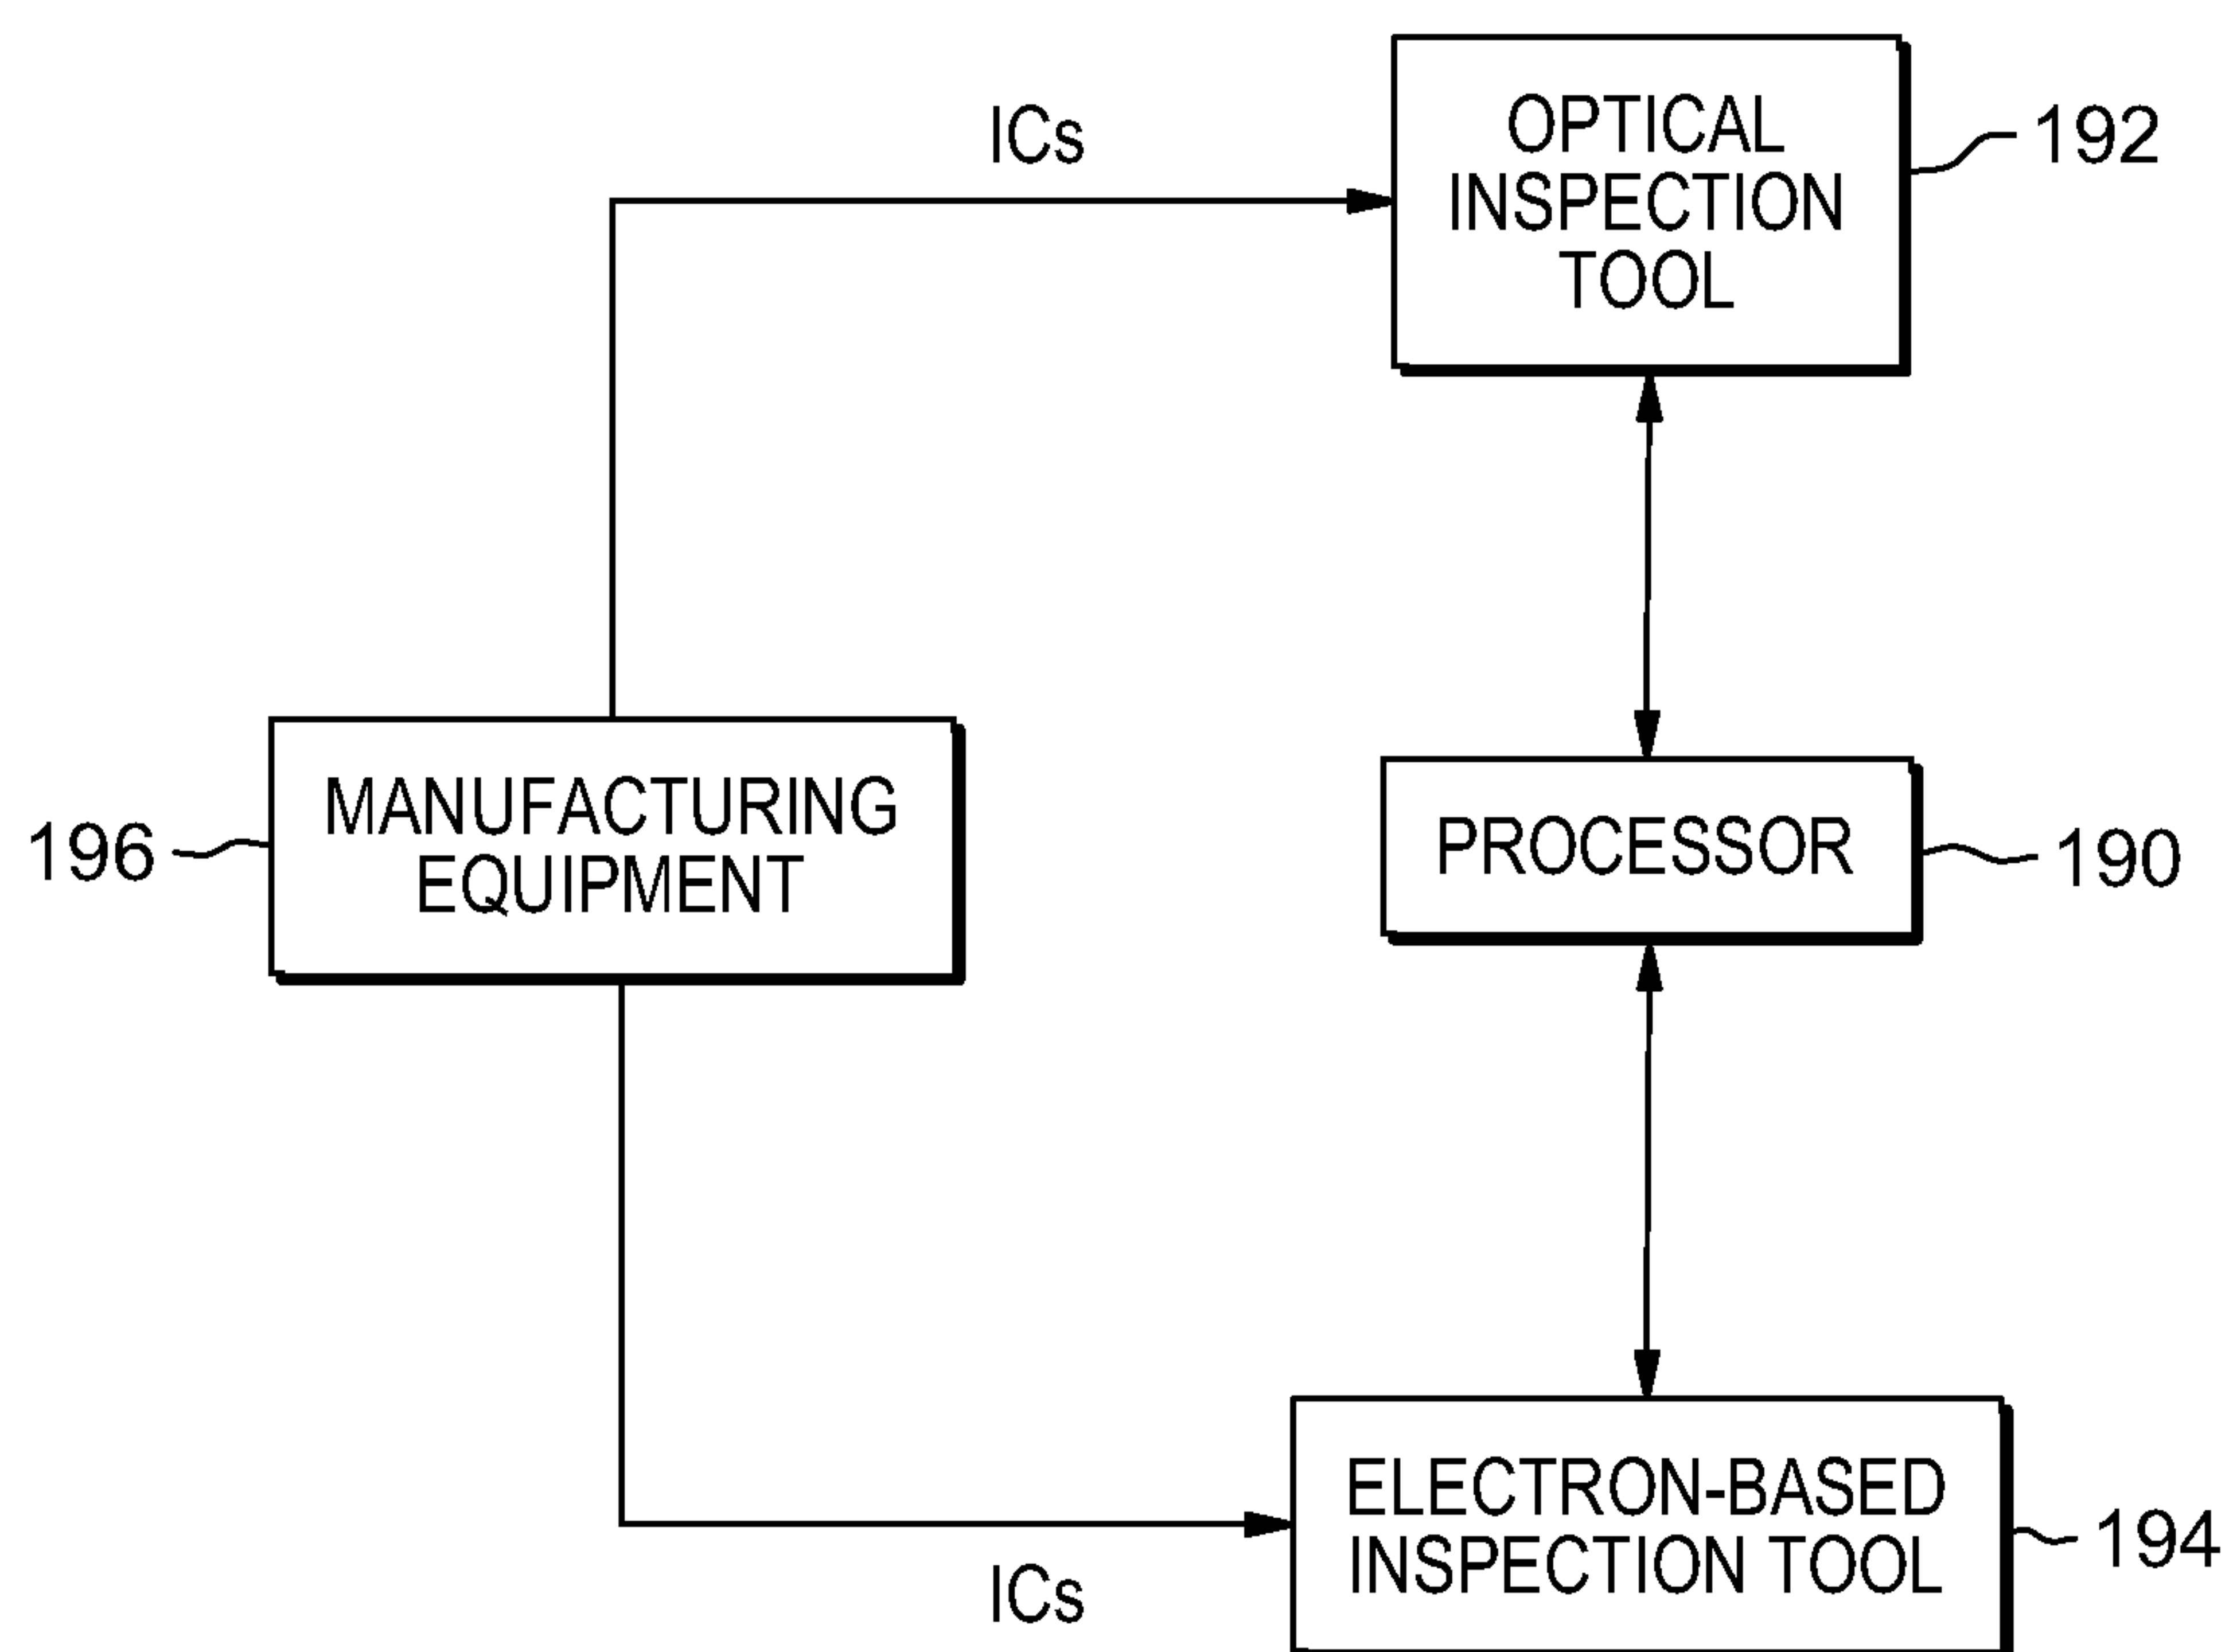 ICs
OPTICAL
INSPECTION
TOOL
192
MANUFACTURING
EQUIPMENT
196
PROCESSOR
190
ELECTRON-BASED
INSPECTION TOOL
194
ICs